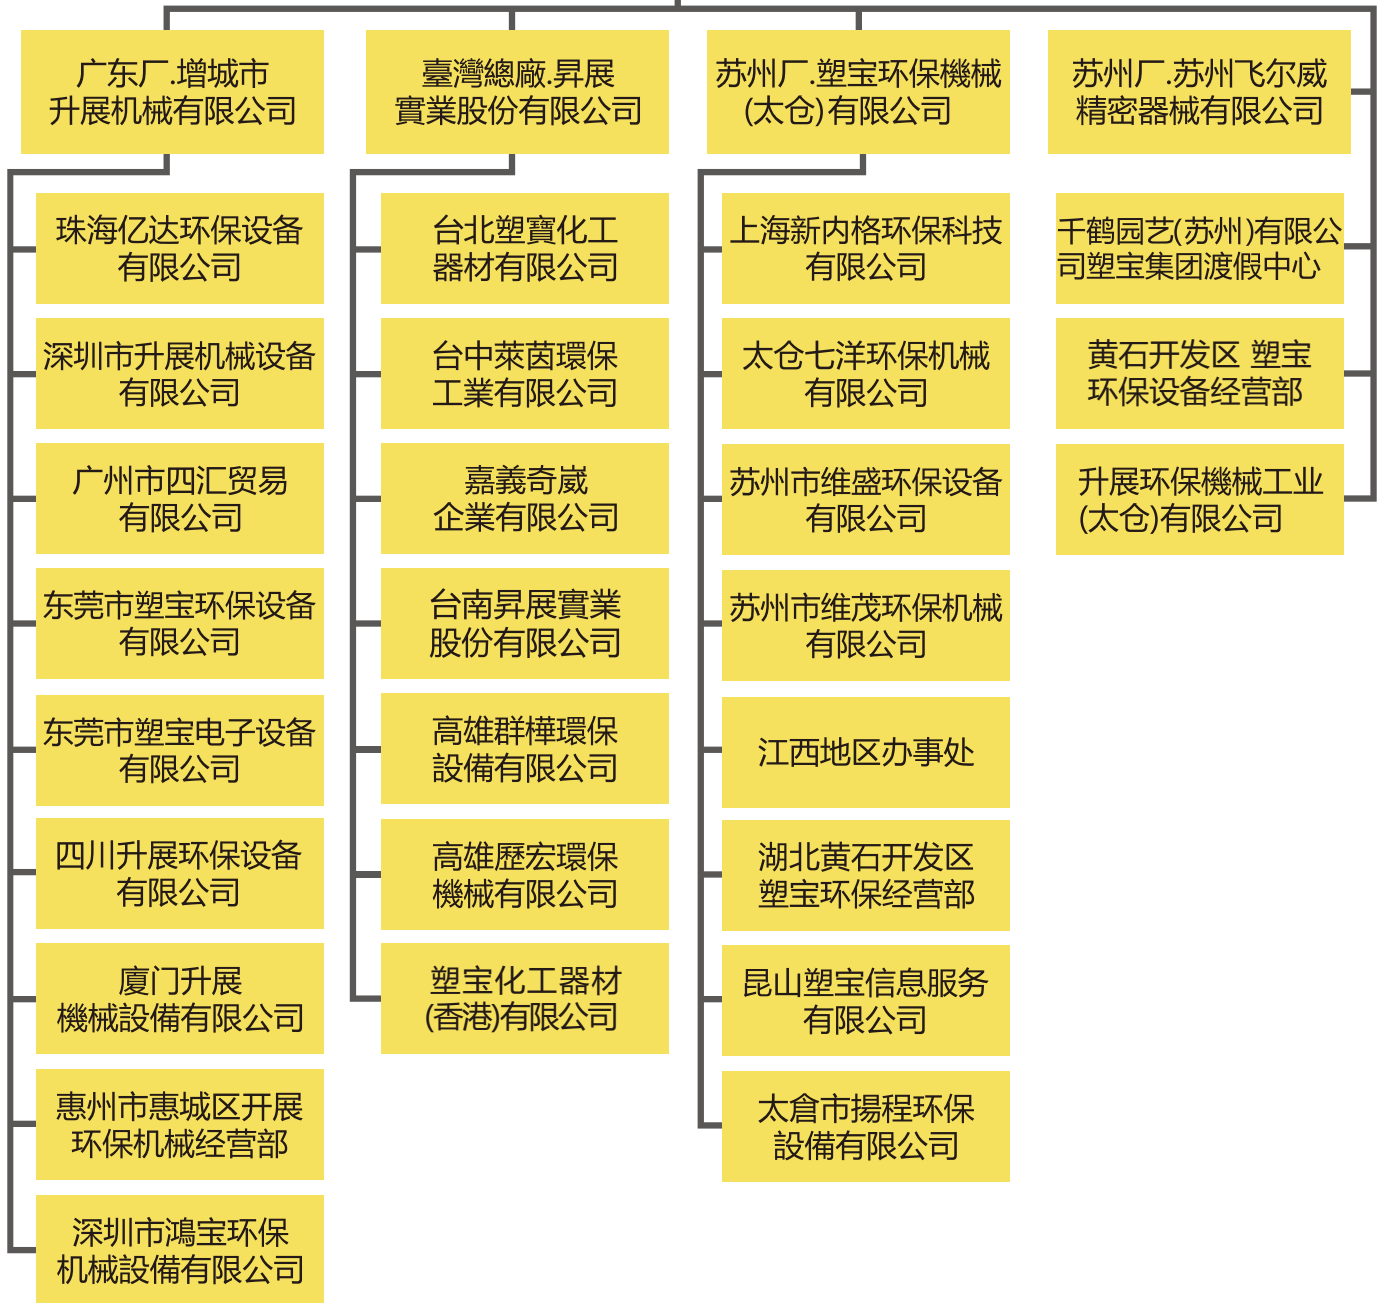 广东厂.增城市
升展机械有限公司
珠海亿达环保设备
有限公司
深圳市升展机械设备
有限公司
广州市四汇贸易
有限公司
东莞市塑宝环保设备
有限公司
东莞市塑宝电子设备
有限公司
四川升展环保设备
有限公司
廈门升展
機械設備有限公司
惠州市惠城区开展
环保机械经营部
深圳市鴻宝环保
机械設備有限公司
臺灣總廠.昇展
實業股份有限公司
台北塑寶化工
器材有限公司
台中萊茵環保
工業有限公司
嘉義奇崴
企業有限公司
台南昇展實業
股份有限公司
高雄群樺環保
設備有限公司
高雄歷宏環保
機械有限公司
塑宝化工器材
(香港)有限公司
苏州厂.塑宝环保機械
(太仓)有限公司
上海新内格环保科技
有限公司
太仓七洋环保机械
有限公司
苏州市维盛环保设备
有限公司
苏州市维茂环保机械
有限公司
江西地区办事处
湖北黄石开发区
塑宝环保经营部
昆山塑宝信息服务
有限公司
太倉市揚程环保
設備有限公司
苏州厂.苏州飞尔威
精密器械有限公司
千鹤园艺(苏州)有限公
司塑宝集团渡假中心
黄石开发区 塑宝
环保设备经营部
升展环保機械工业
(太仓)有限公司